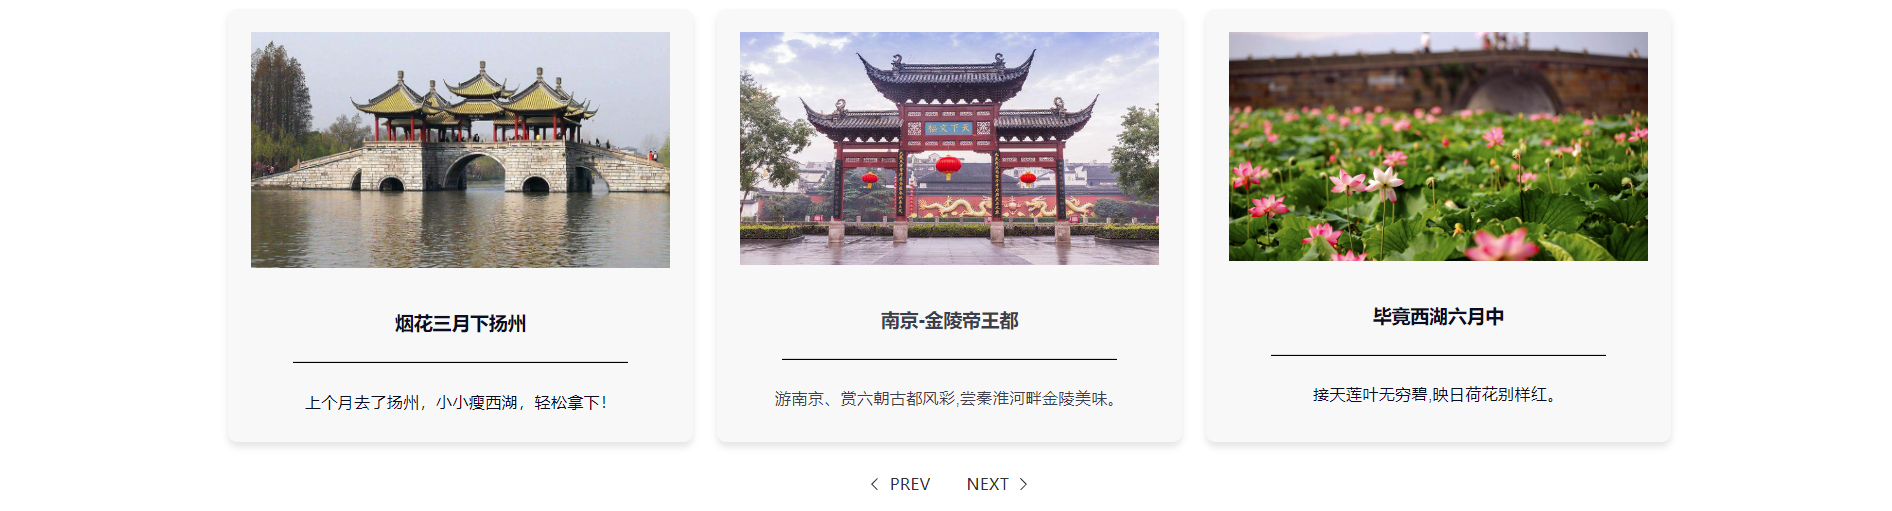 天下文枢
烟花三月下扬州
上个月去了扬州，小小瘦西湖，轻松拿下！
南京-金陵帝王都
游南京、赏六朝古都风彩,尝秦淮河畔金陵美味。
毕竟西湖六月中
接天莲叶无穷碧,映日荷花别样红。
PREV
NEXT